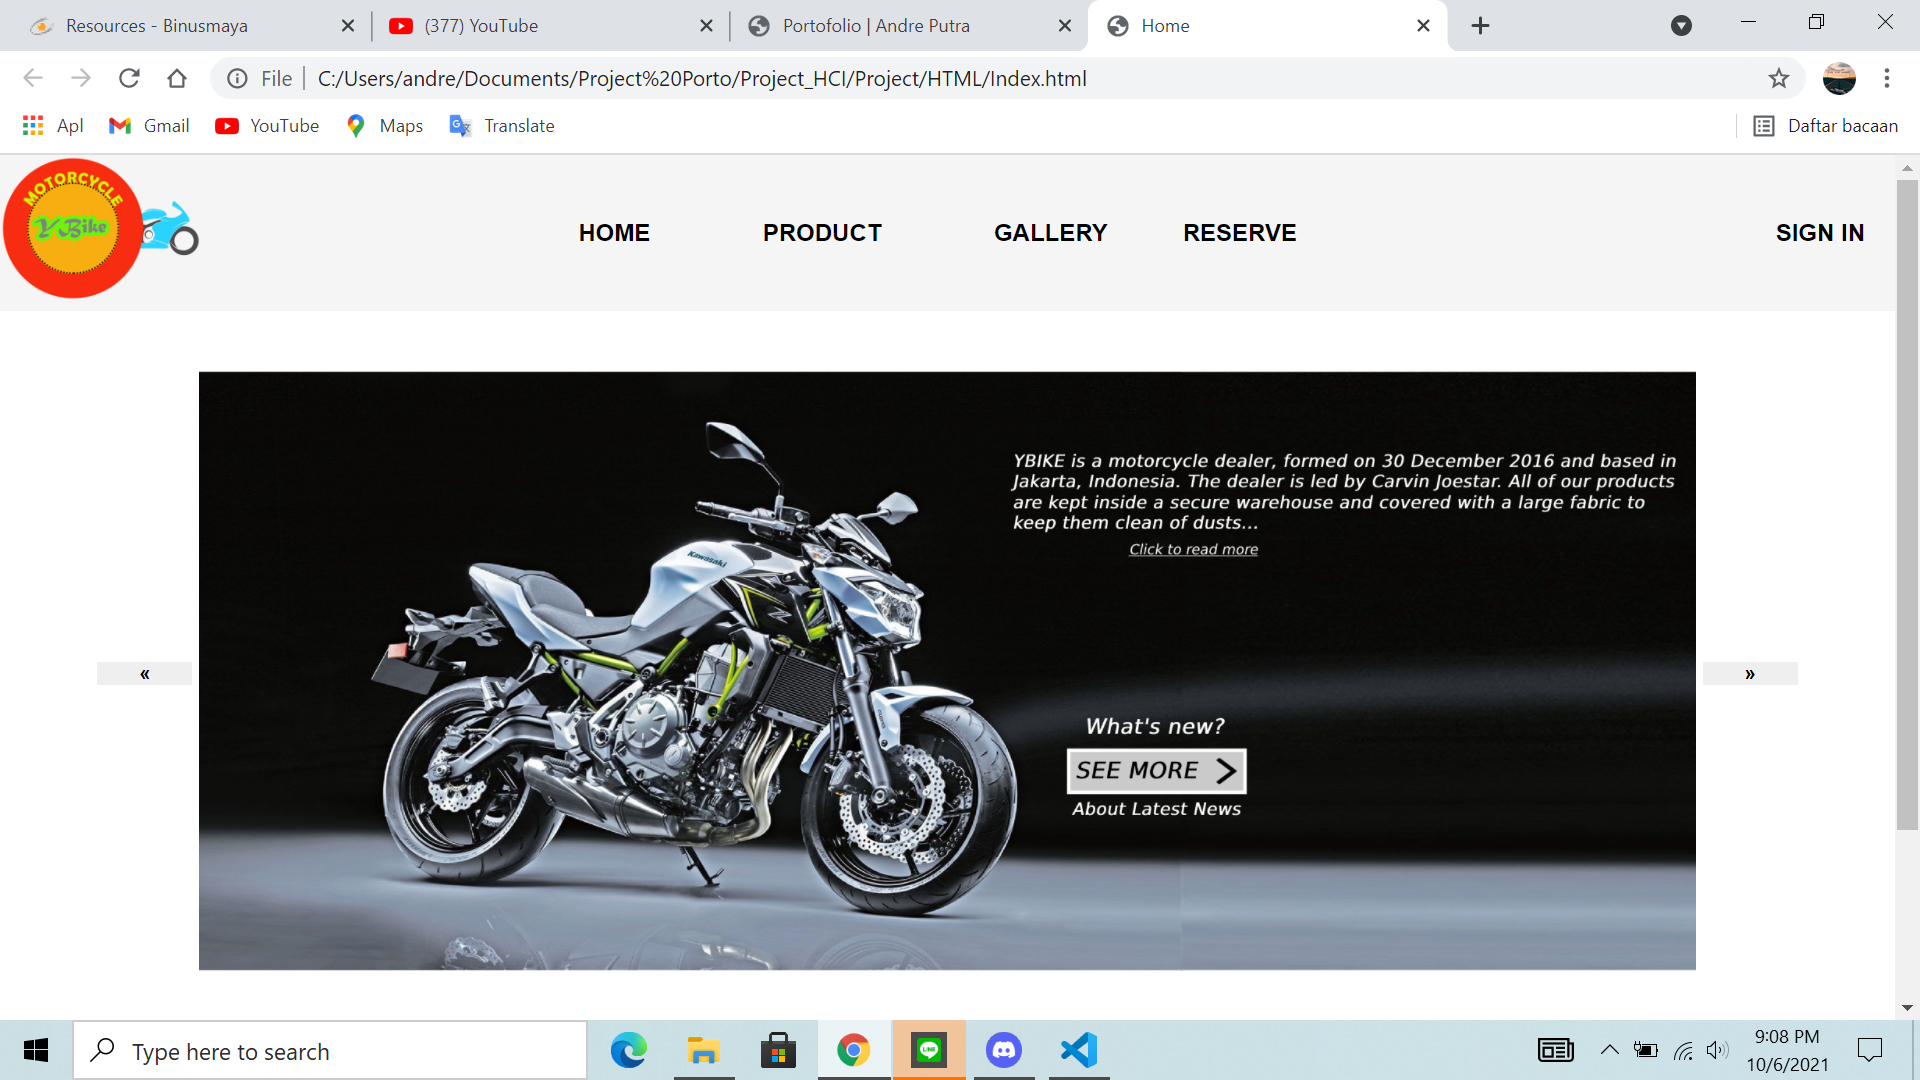 Resources - Binusmaya
(377) YouTube
Portofolio | Andre Putra
Home
File
C:/Users/andre/Documents/Project%20Porto/Project_HCI/Project/HTML/Index.html
Apl
Gmail
YouTube
Maps
Translate
Daftar bacaan
MOTORCYCLE
Y Bike
HOME
PRODUCT
GALLERY
RESERVE
SIGN IN
YBIKE is a motorcycle dealer, formed on 30 December 2016 and based in
Jakarta, Indonesia. The dealer is led by Carvin Joestar. All of our products
are kept inside a secure warehouse and covered with a large fabric to
keep them clean of dusts...
Click to read more
Kawasaki
Z
«
»
What's new?
SEE MORE
About Latest News
Type here to search
LINE
9:08 PM
10/6/2021